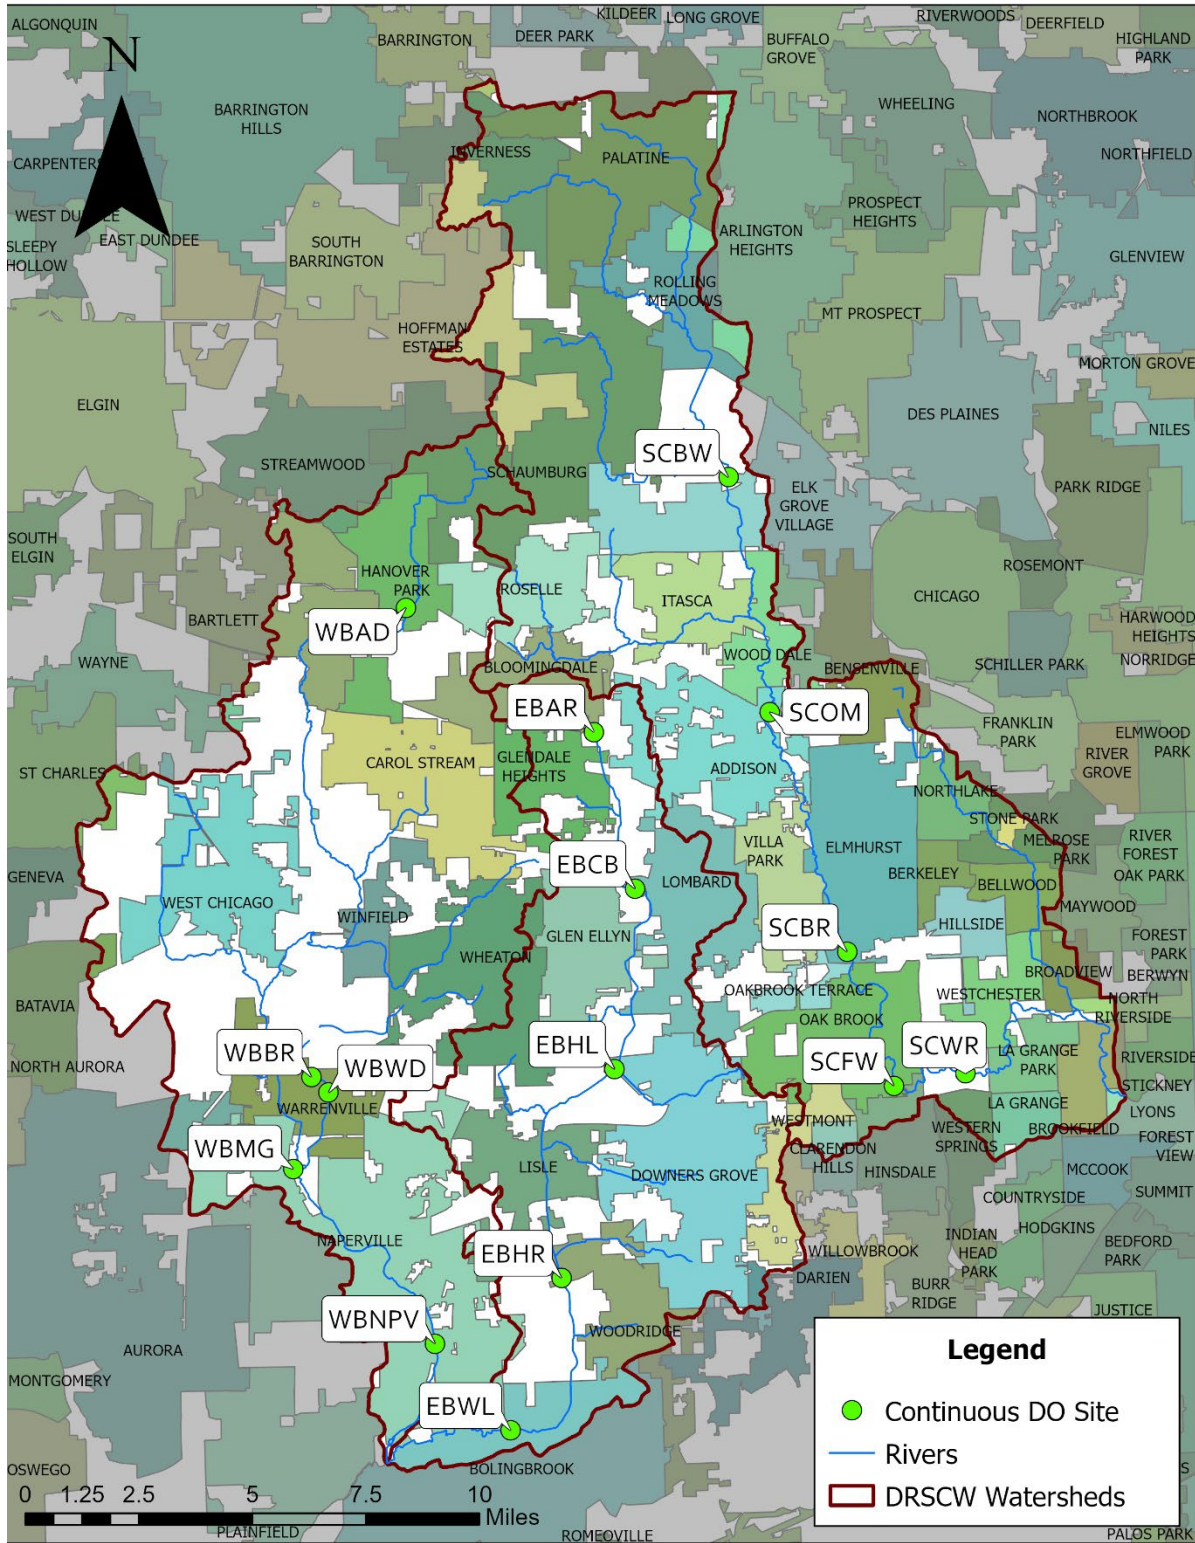 ALGONQUIN
KILDEER
LONG GROVE
RIVERWOODS
DEERFIELD
DEER PARK
BARRINGTON
BUFFALO
GROVE
HIGHLAND
PARK
N
BARRINGTON
HILLS
WHEELING
NORTHBROOK
CARPENTERS
INVERNESS
PALATINE
NORTHFIELD
WEST DUNDEE
EAST DUNDEE
SLEEPY
HOLLOW
SOUTH
BARRINGTON
PROSPECT
HEIGHTS
ARLINGTON
HEIGHTS
GLENVIEW
ROLLING
MEADOWS
HOFFMAN
ESTATES
MT PROSPECT
MORTON GROVE
ELGIN
DES PLAINES
NILES
STREAMWOOD
SCHAUMBURG
SCBW
ELK
GROVE
VILLAGE
PARK RIDGE
SOUTH
ELGIN
HANOVER
PARK
ROSELLE
ITASCA
ROSEMONT
CHICAGO
BARTLETT
WBAD
HARWOOD
HEIGHTS
NORRIDGE
WAYNE
BLOOMINGDALE
WOOD DALE
BENSENVILLE
SCHILLER PARK
EBAR
SCOM
FRANKLIN
PARK
ELMWOOD
PARK
ST CHARLES
CAROL STREAM
GLENDALE
HEIGHTS
ADDISON
RIVER
GROVE
NORTHLAKE
STONE PARK
MELROSE
PARK
RIVER
FOREST
OAK PARK
VILLA
PARK
ELMHURST
BERKELEY
BELLWOOD
GENEVA
EBCB
LOMBARD
WEST CHICAGO
WINFIELD
MAYWOOD
HILLSIDE
GLEN ELLYN
SCBR
FOREST
PARK
WHEATON
BROADVIEW
BERWYN
BATAVIA
OAKBROOK TERRACE
WESTCHESTER
NORTH
RIVERSIDE
OAK BROOK
WBBR
WBWD
EBHL
SCFW
SCWR
LA GRANGE
PARK
NORTH AURORA
RIVERSIDE
STICKNEY
WARRENVILLE
LA GRANGE
LYONS
WESTMONT
WESTERN
SPRINGS
BROOKFIELD
WBMG
CLARENDON
HILLS
FOREST
VIEW
LISLE
DOWNERS GROVE
HINSDALE
MCCOOK
COUNTRYSIDE
SUMMIT
NAPERVILLE
HODGKINS
EBHR
WILLOWBROOK
INDIAN
HEAD
PARK
BEDFORD
PARK
DARIEN
BURR
RIDGE
WBNPV
WOODRIDGE
JUSTICE
AURORA
MONTGOMERY
EBWL
BOLINGBROOK
OSWEGO
PLAINFIELD
ROMEOVILLE
PALOS PARK
Legend
Continuous DO Site
Rivers
DRSCW Watersheds
0 1.25 2.5 5 7.5 10
Miles